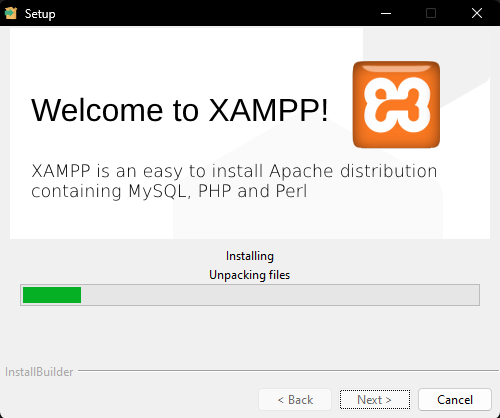 Setup
Welcome to XAMPP!
XAMPP is an easy to install Apache distribution
containing MySQL, PHP and Perl
Installing
Unpacking files
InstallBuilder
< Back
Next >
Cancel